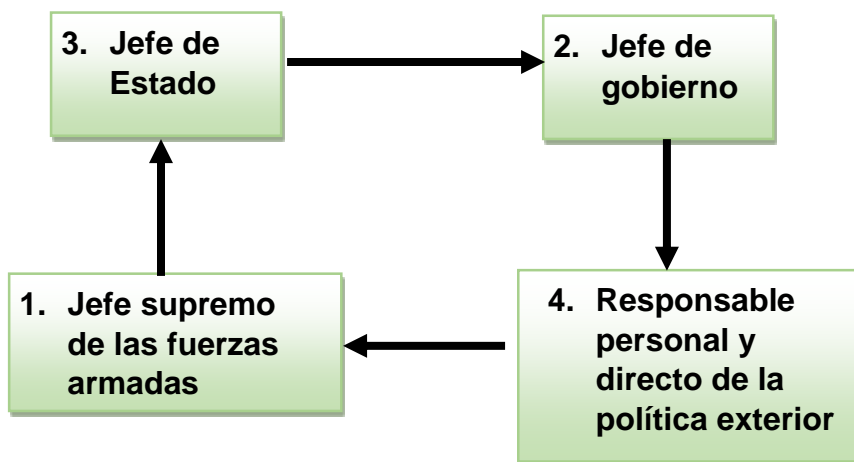 3. Jefe de
Estado
2. Jefe de
gobierno
1. Jefe supremo
de las fuerzas
armadas
4. Responsable
personal y
directo de la
política exterior